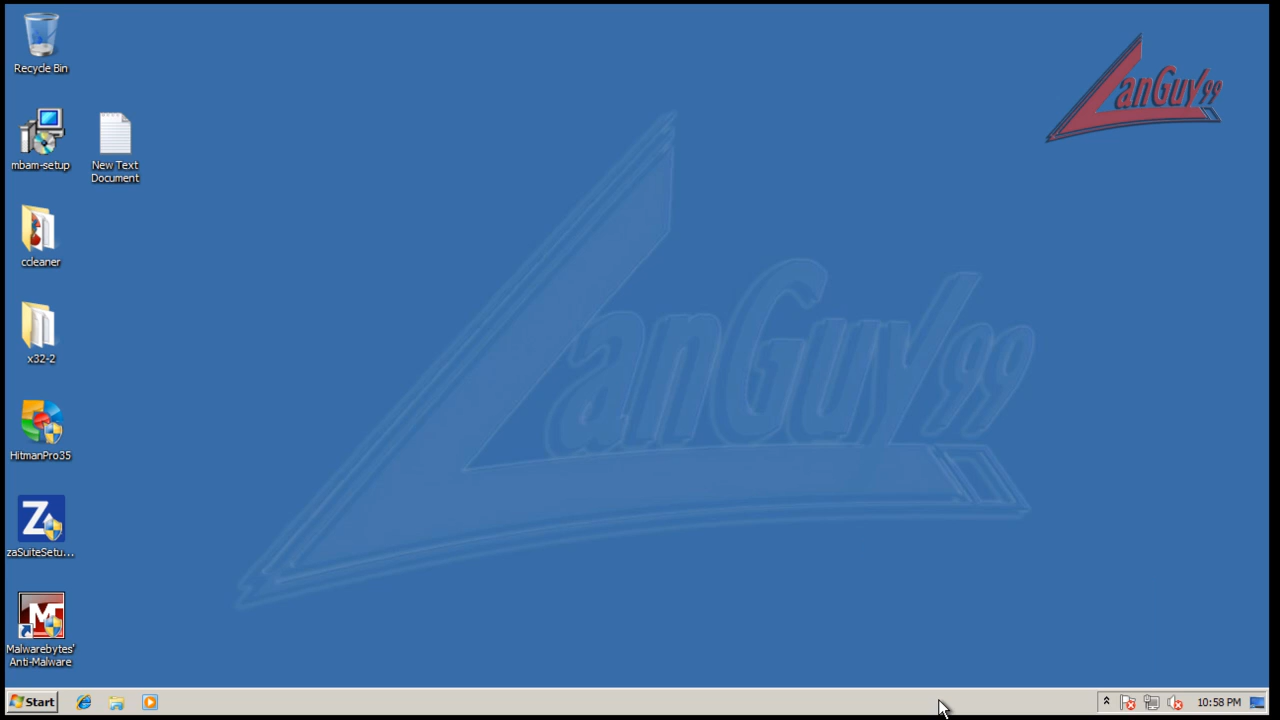 Recycle Bin
mbam-setup
New Text
Document
ccleaner
x32-2
HitmanPro35
zaSuiteSetu...
Malwarebytes'
Anti-Malware
LanGuy99
LanGuy99
Start
10:58 PM